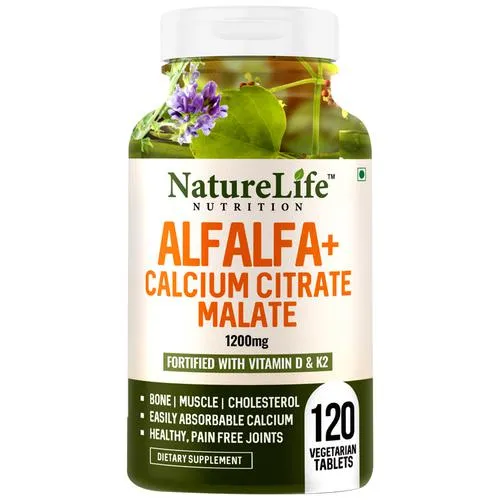 NatureLife™
NUTRITION
ALFALFA+
CALCIUM CITRATE
MALATE
1200mg
FORTIFIED WITH VITAMIN D & K2
• BONE | MUSCLE | CHOLESTEROL
• EASILY ABSORBABLE CALCIUM
• HEALTHY, PAIN FREE JOINTS
DIETARY SUPPLEMENT
120
VEGETARIAN
TABLETS